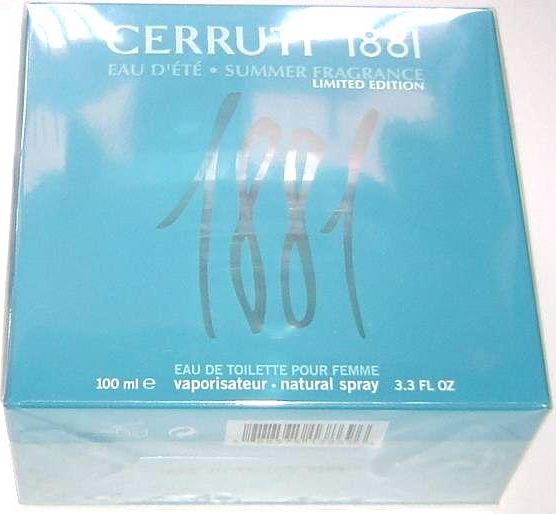 CERRUTI 1881
EAU D'ÉTÉ • SUMMER FRAGRANCE
LIMITED EDITION
1881
EAU DE TOILETTE POUR FEMME
100 ml e vaporisateur • natural spray 3.3 FL OZ